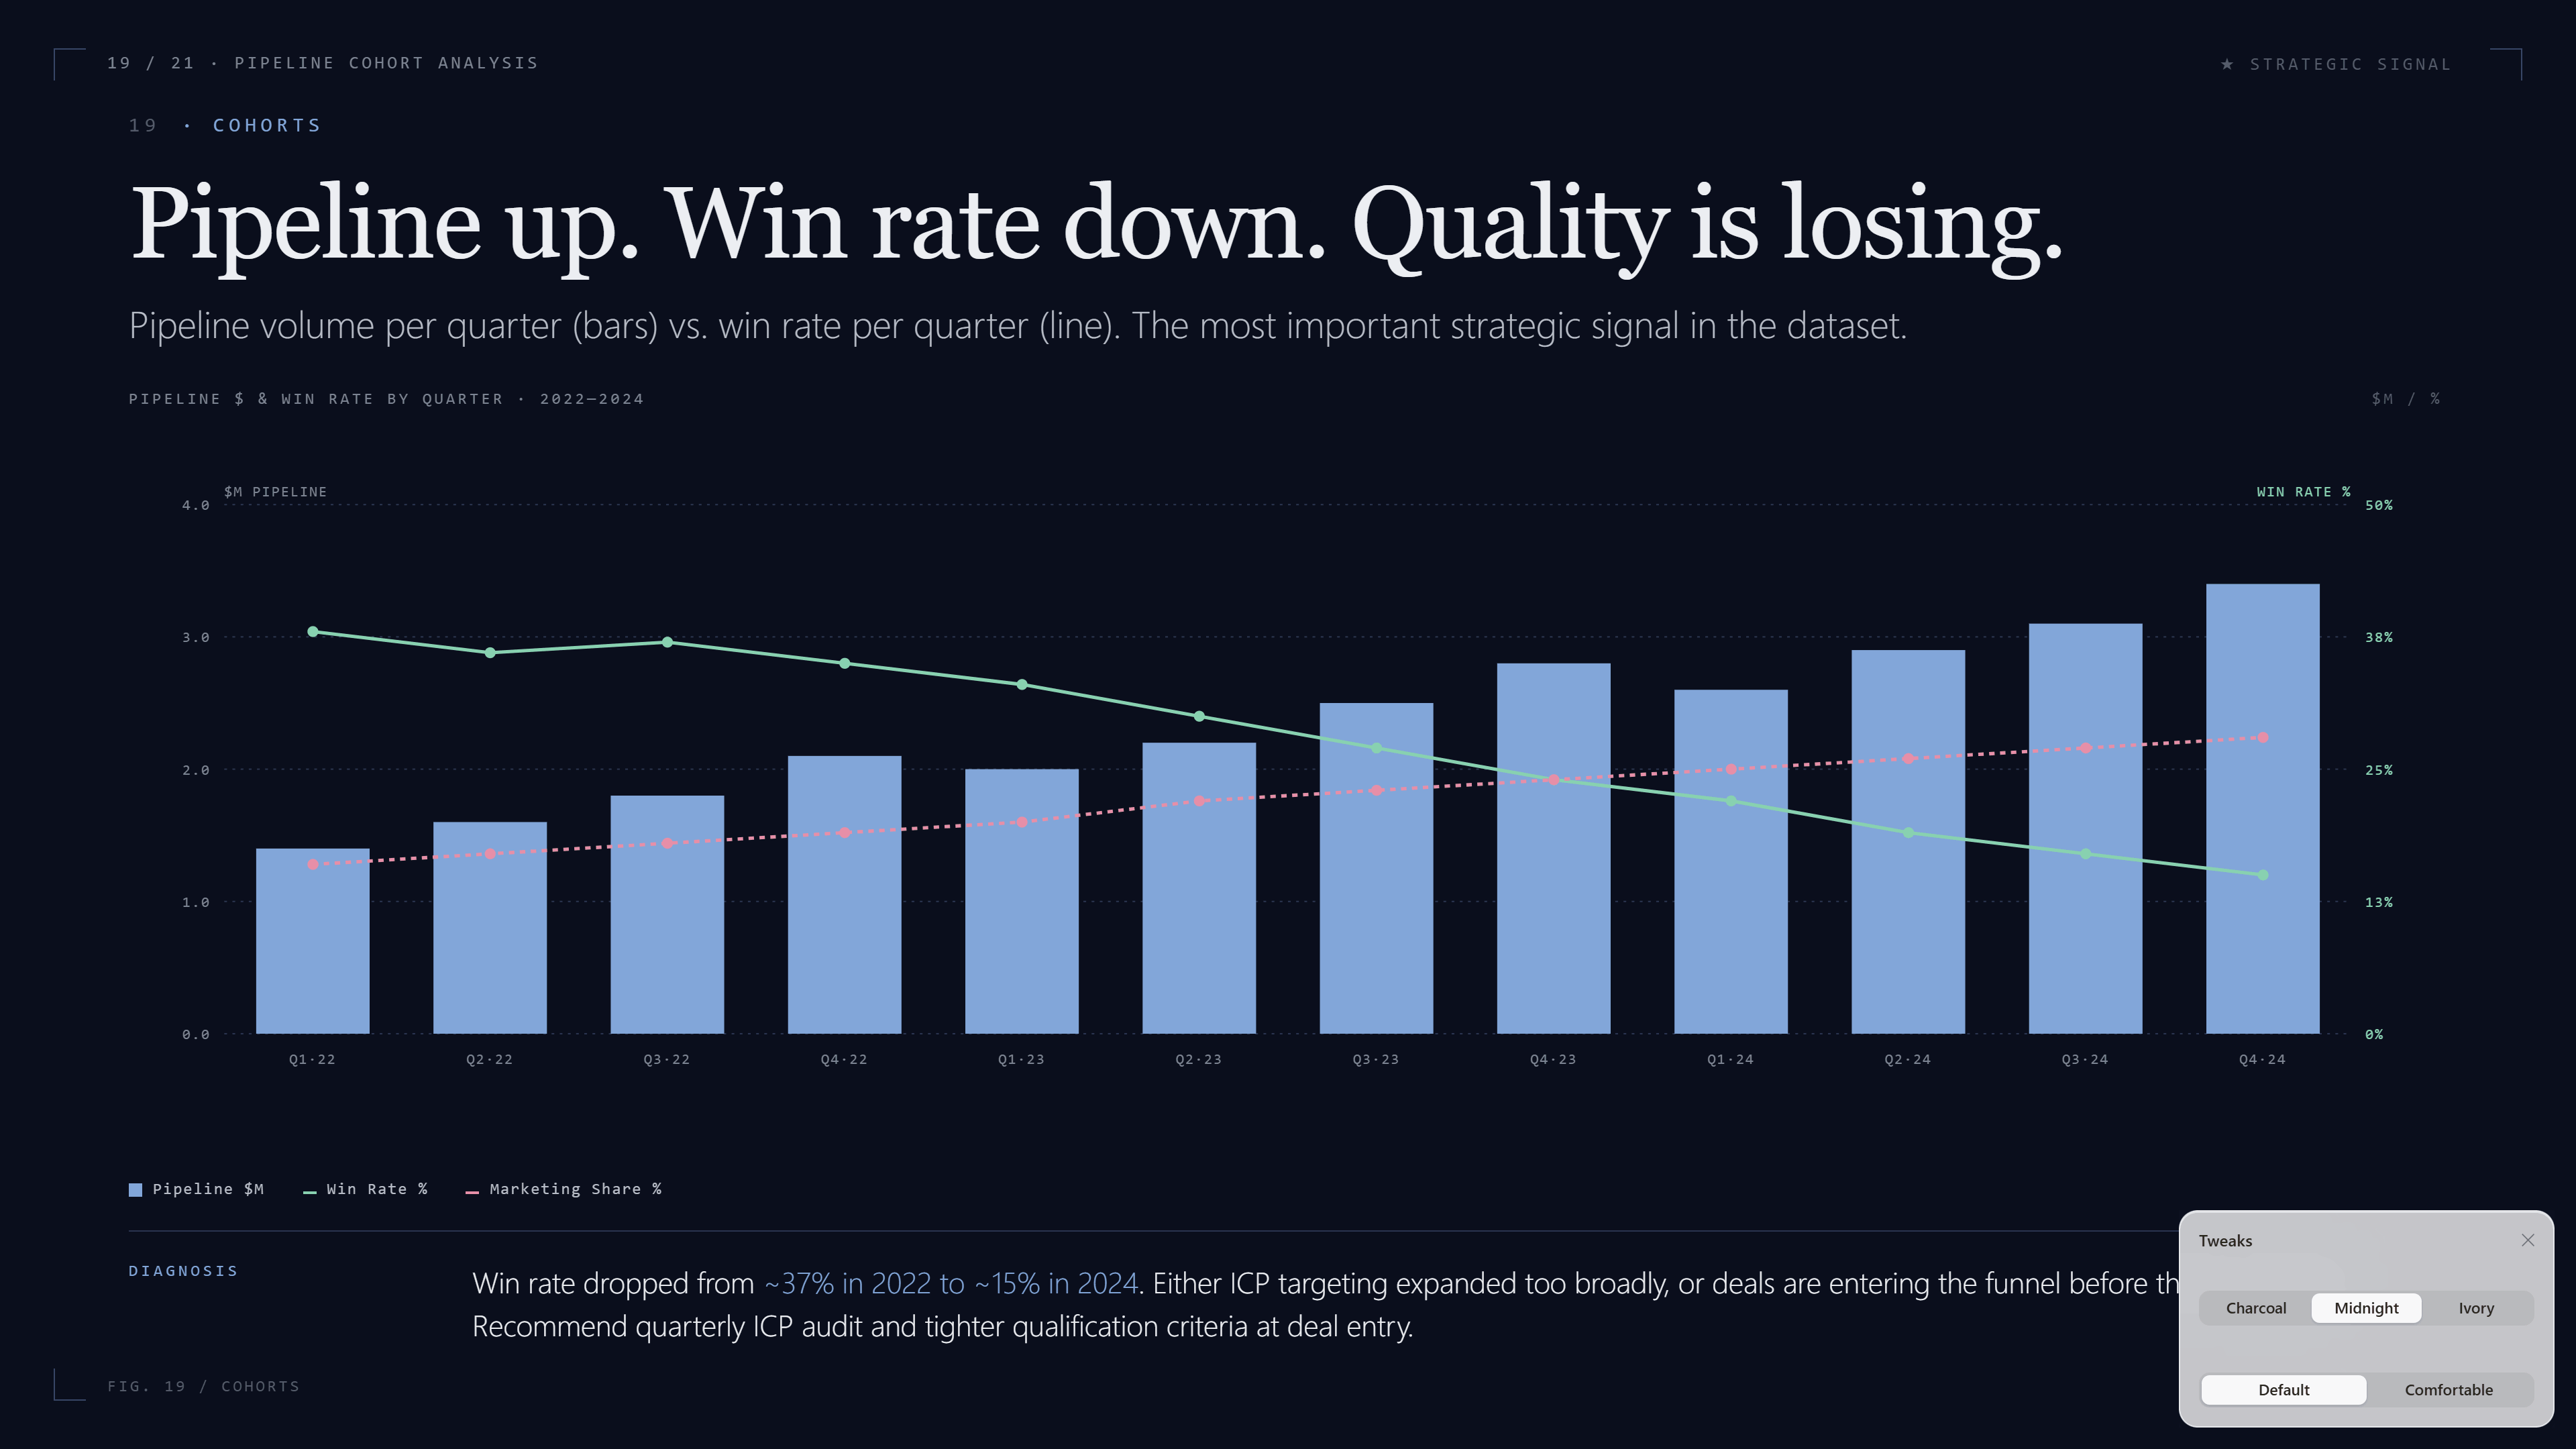 19 / 21 · PIPELINE COHORT ANALYSIS
★ STRATEGIC SIGNAL
19 · COHORTS
Pipeline up. Win rate down. Quality is losing.
Pipeline volume per quarter (bars) vs. win rate per quarter (line). The most important strategic signal in the dataset.
PIPELINE $ & WIN RATE BY QUARTER · 2022—2024
$M / %
$M PIPELINE
WIN RATE %
4.0
50%
3.0
38%
2.0
25%
1.0
13%
0.0
0%
Q1·22 Q2·22 Q3·22 Q4·22 Q1·23 Q2·23 Q3·23 Q4·23 Q1·24 Q2·24 Q3·24 Q4·24
Pipeline $M Win Rate % Marketing Share %
DIAGNOSIS
Win rate dropped from ~37% in 2022 to ~15% in 2024. Either ICP targeting expanded too broadly, or deals are entering the funnel before
Recommend quarterly ICP audit and tighter qualification criteria at deal entry.
FIG. 19 / COHORTS
Tweaks
Charcoal Midnight Ivory
Default Comfortable